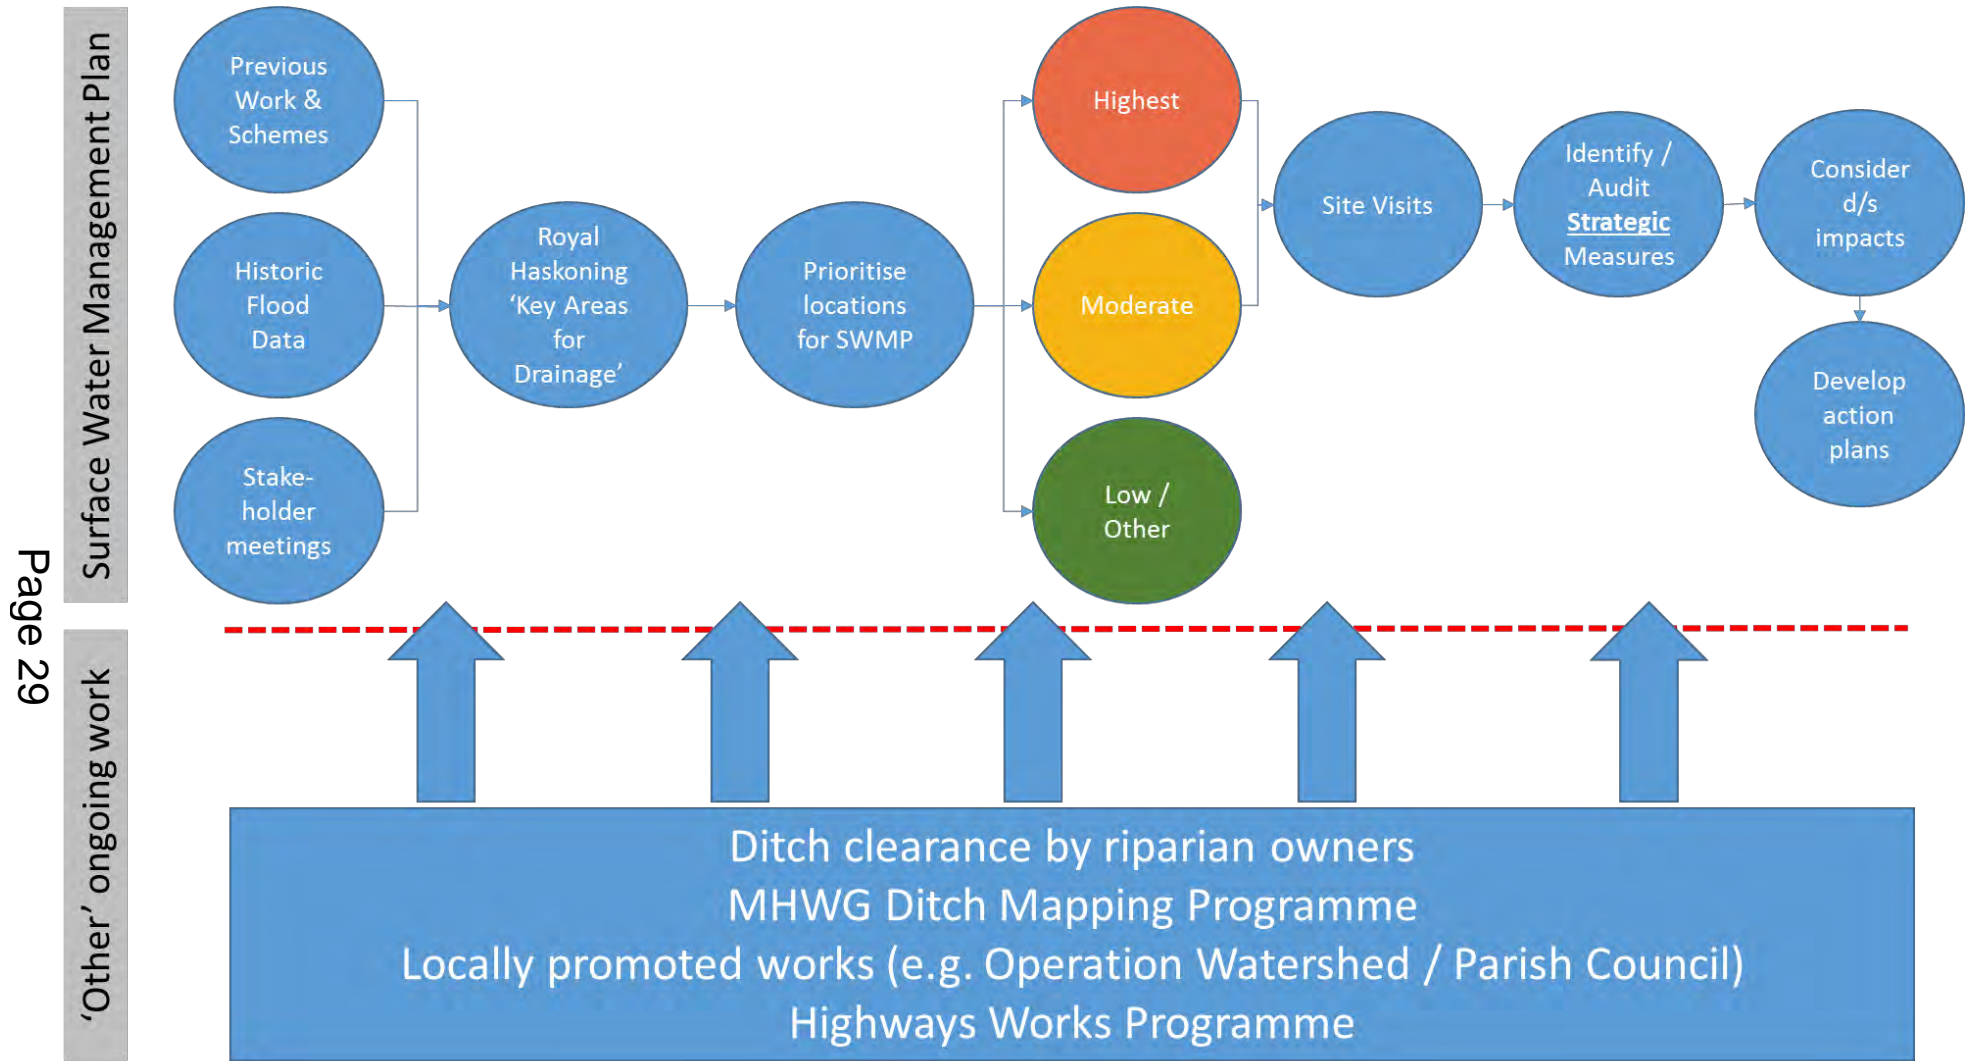 Surface Water Management Plan
Previous
Work &
Schemes
Historic
Flood
Data
Stake-
holder
meetings
Royal
Haskoning
‘Key Areas
for
Drainage’
Prioritise
locations
for SWMP
Highest
Moderate
Low /
Other
Site Visits
Identify /
Audit
Strategic
Measures
Consider
d/s
impacts
Develop
action
plans
Page 29
‘Other’ ongoing work
Ditch clearance by riparian owners
MHWG Ditch Mapping Programme
Locally promoted works (e.g. Operation Watershed / Parish Council)
Highways Works Programme